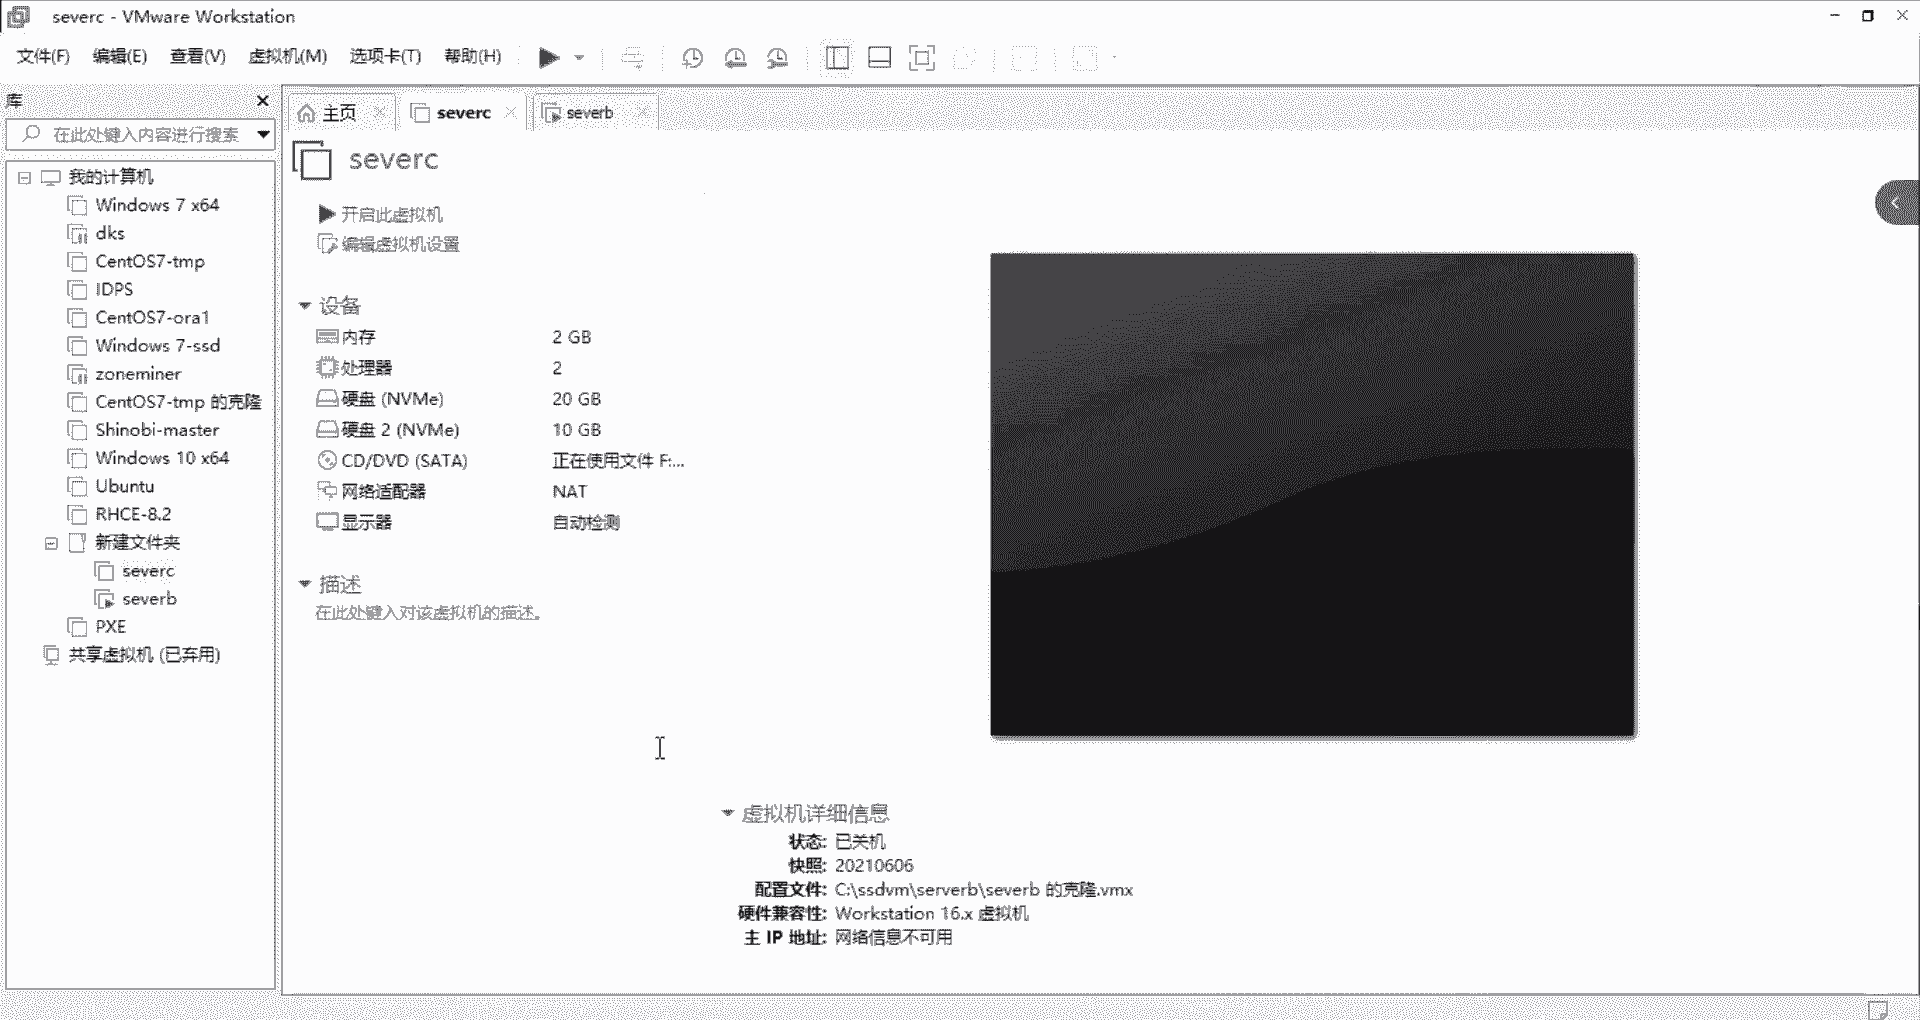 severc - VMware Workstation
文件(F) 编辑(E) 查看(V) 虚拟机(M) 选项卡(T) 帮助(H)
库
在此处键入内容进行搜索
我的计算机
Windows 7 x64
dks
CentOS7-tmp
IDPS
CentOS7-ora1
Windows 7-ssd
zoneminer
CentOS7-tmp 的克隆
Shinobi-master
Windows 10 x64
Ubuntu
RHCE-8.2
新建文件夹
severc
severb
PXE
共享虚拟机 (已弃用)
主页 severc severb
severc
开启此虚拟机
编辑虚拟机设置
设备
内存 2 GB
处理器 2
硬盘 (NVMe) 20 GB
硬盘 2 (NVMe) 10 GB
CD/DVD (SATA) 正在使用文件 F:...
网络适配器 NAT
显示器 自动检测
描述
在此处键入对该虚拟机的描述。
虚拟机详细信息
状态: 已关机
快照: 20210606
配置文件: C:\ssdvm\serverb\severb 的克隆.vmx
硬件兼容性: Workstation 16.x 虚拟机
主 IP 地址: 网络信息不可用